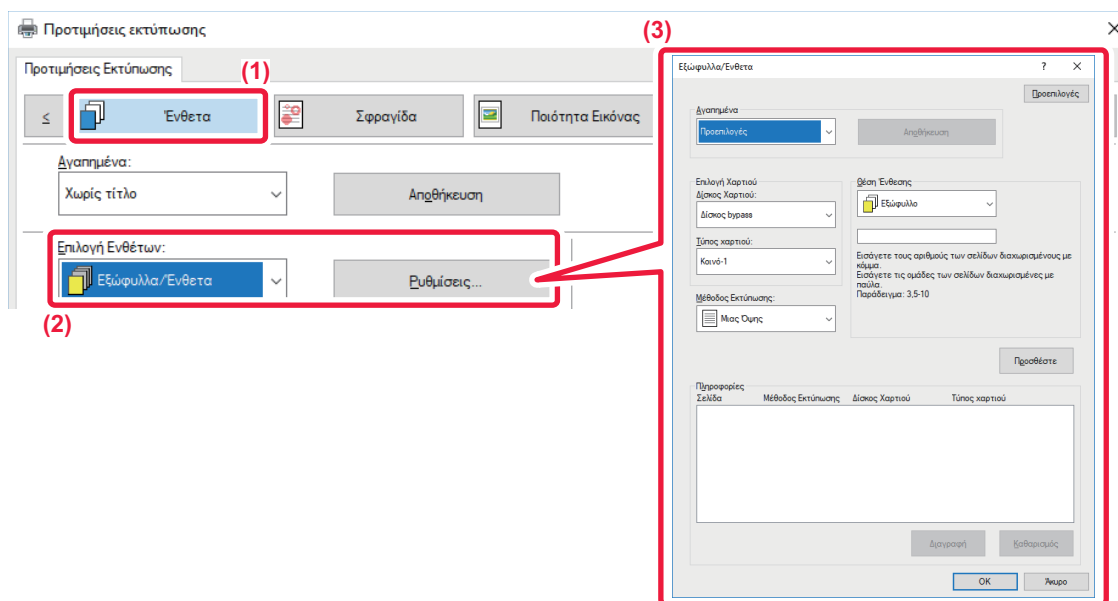 Προτιμήσεις εκτύπωσης
Προτιμήσεις Εκτύπωσης
(1)
≤
Ένθετα
Σφραγίδα
Ποιότητα Εικόνας
Αγαπημένα:
Χωρίς τίτλο
Αποθήκευση
Επιλογή Ενθέτων:
Εξώφυλλα/Ένθετα
Ρυθμίσεις...
(2)
(3)
Εξώφυλλα/Ένθετα
?
Προεπιλογές
Αγαπημένα
Προεπιλογές
Αποθήκευση
Επιλογή Χαρτιού
Δίσκος Χαρτιού:
Δίσκος bypass
Τύπος χαρτιού:
Κοινό-1
Μέθοδος Εκτύπωσης:
Μιας Όψης
Θέση Ένθεσης
Εξώφυλλο
Εισάγετε τους αριθμούς των σελίδων διαχωρισμένους με
κόμμα.
Εισάγετε τις ομάδες των σελίδων διαχωρισμένες με
παύλα.
Παράδειγμα: 3,5-10
Προσθέστε
Πληροφορίες
Σελίδα Μέθοδος Εκτύπωσης Δίσκος Χαρτιού Τύπος χαρτιού
Διαγραφή
Καθαρισμός
OK
Άκυρο